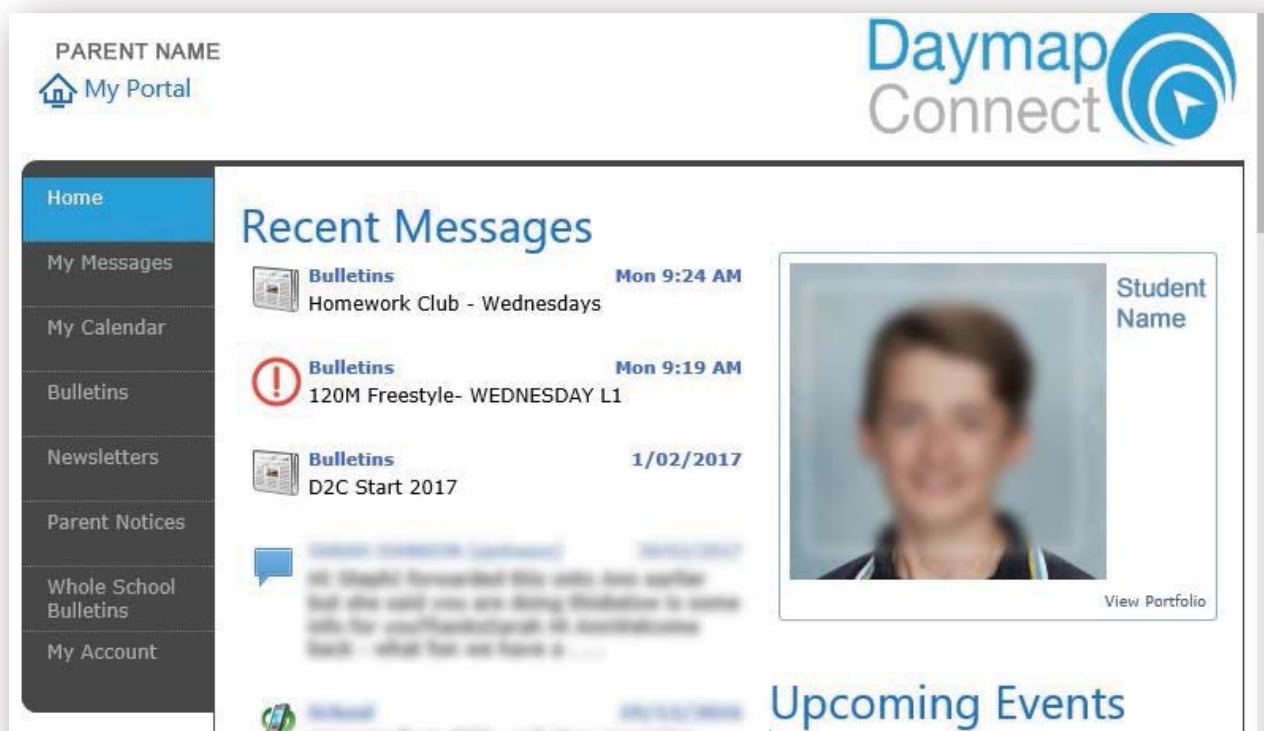 PARENT NAME
My Portal
Daymap
Connect
Home
My Messages
My Calendar
Bulletins
Newsletters
Parent Notices
Whole School
Bulletins
My Account
Recent Messages
Bulletins Mon 9:24 AM
Homework Club - Wednesdays
Bulletins Mon 9:19 AM
120M Freestyle- WEDNESDAY L1
Bulletins 1/02/2017
D2C Start 2017
Student
Name
View Portfolio
Upcoming Events